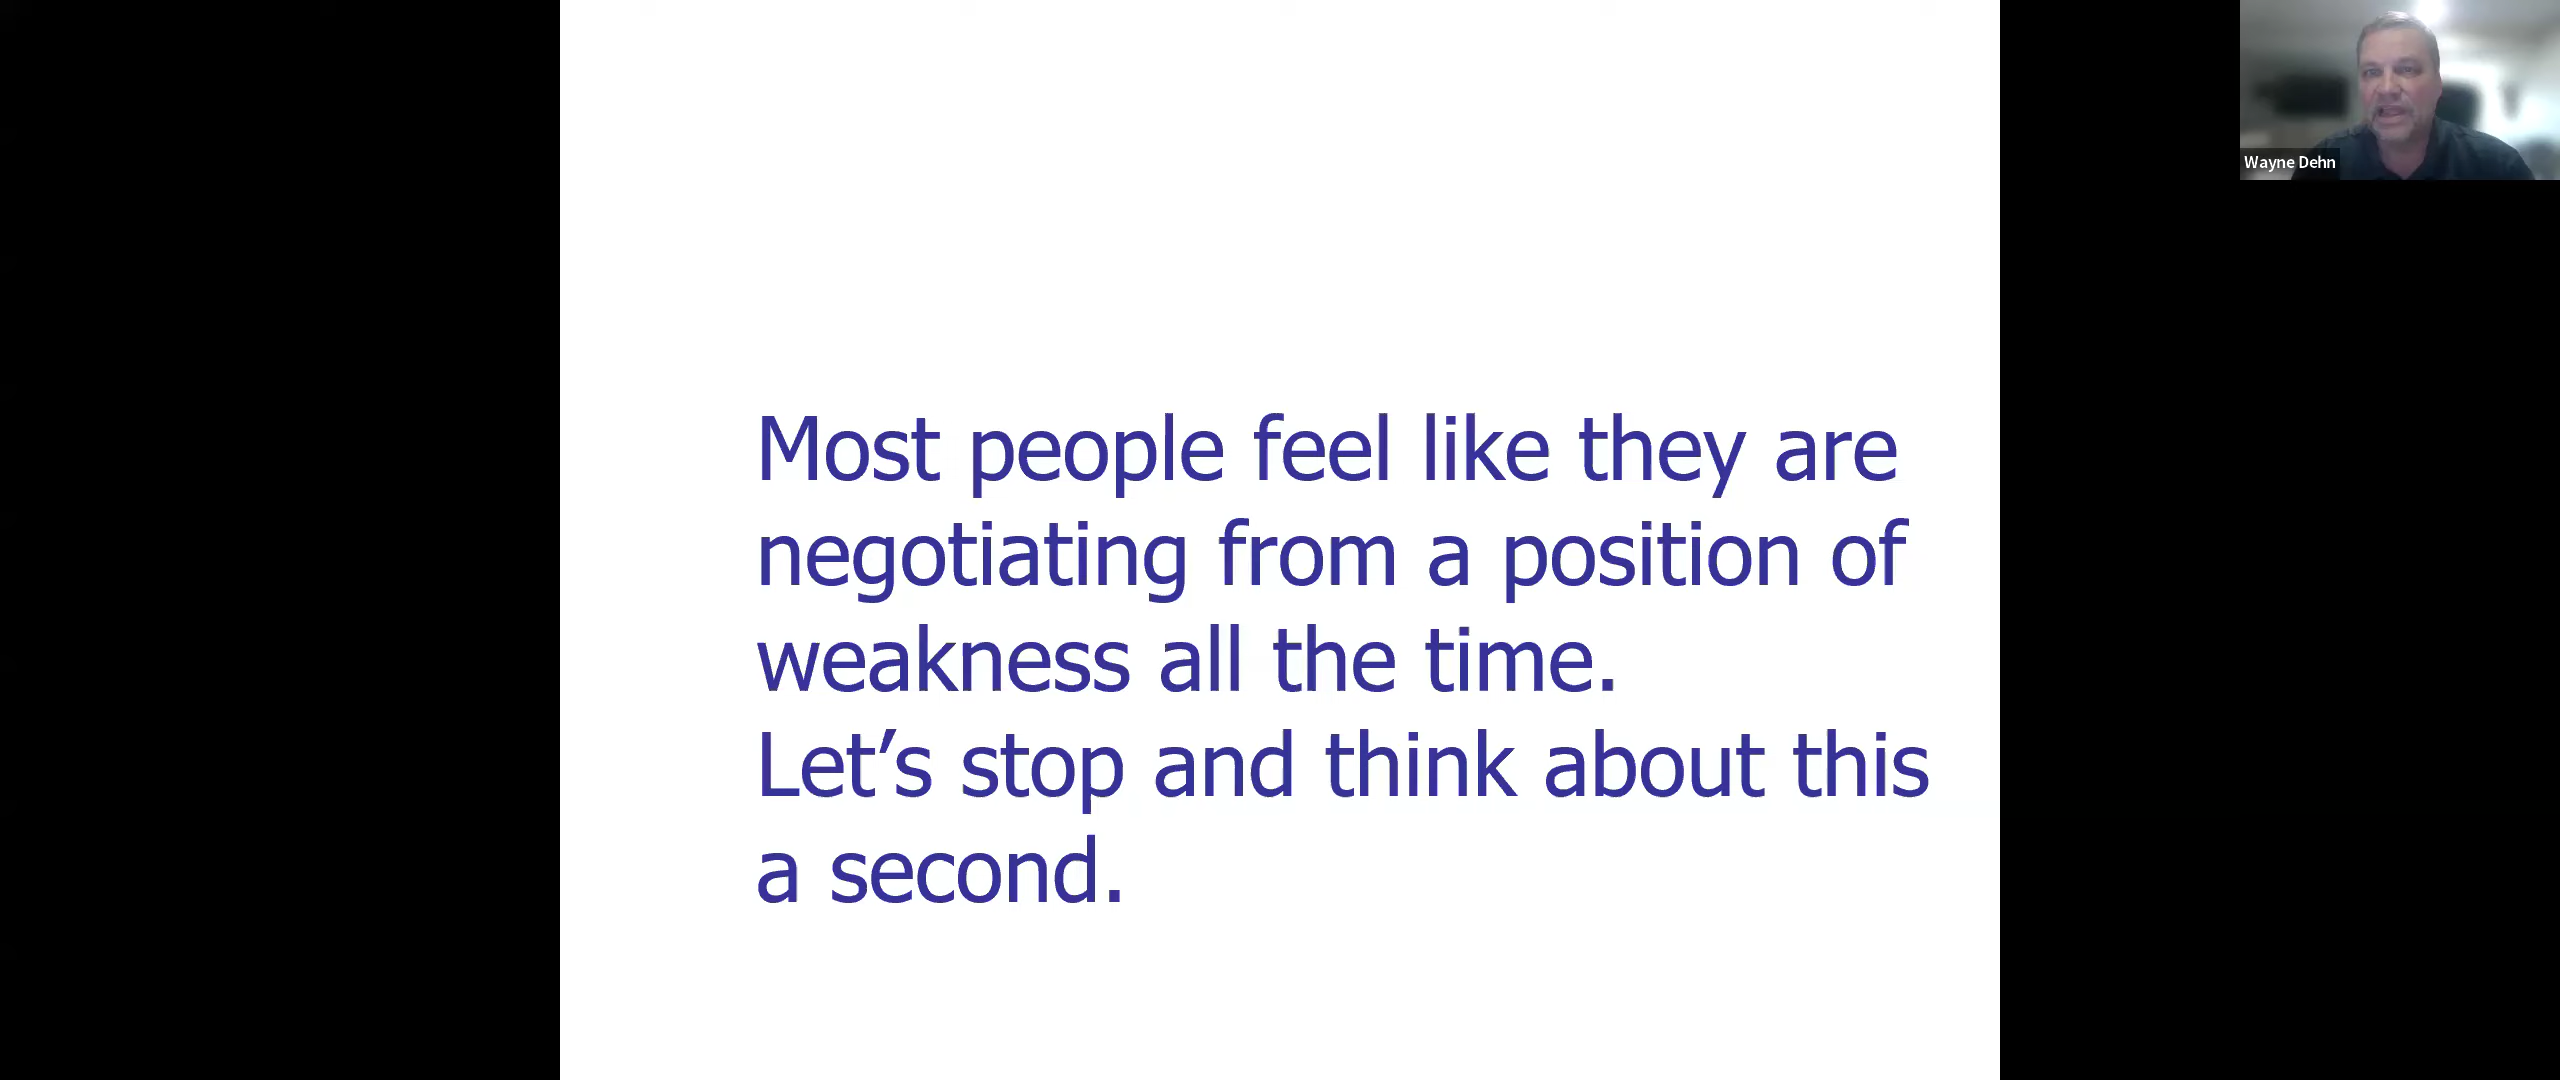 Most people feel like they are
negotiating from a position of
weakness all the time.
Let’s stop and think about this
a second.
Wayne Dehn